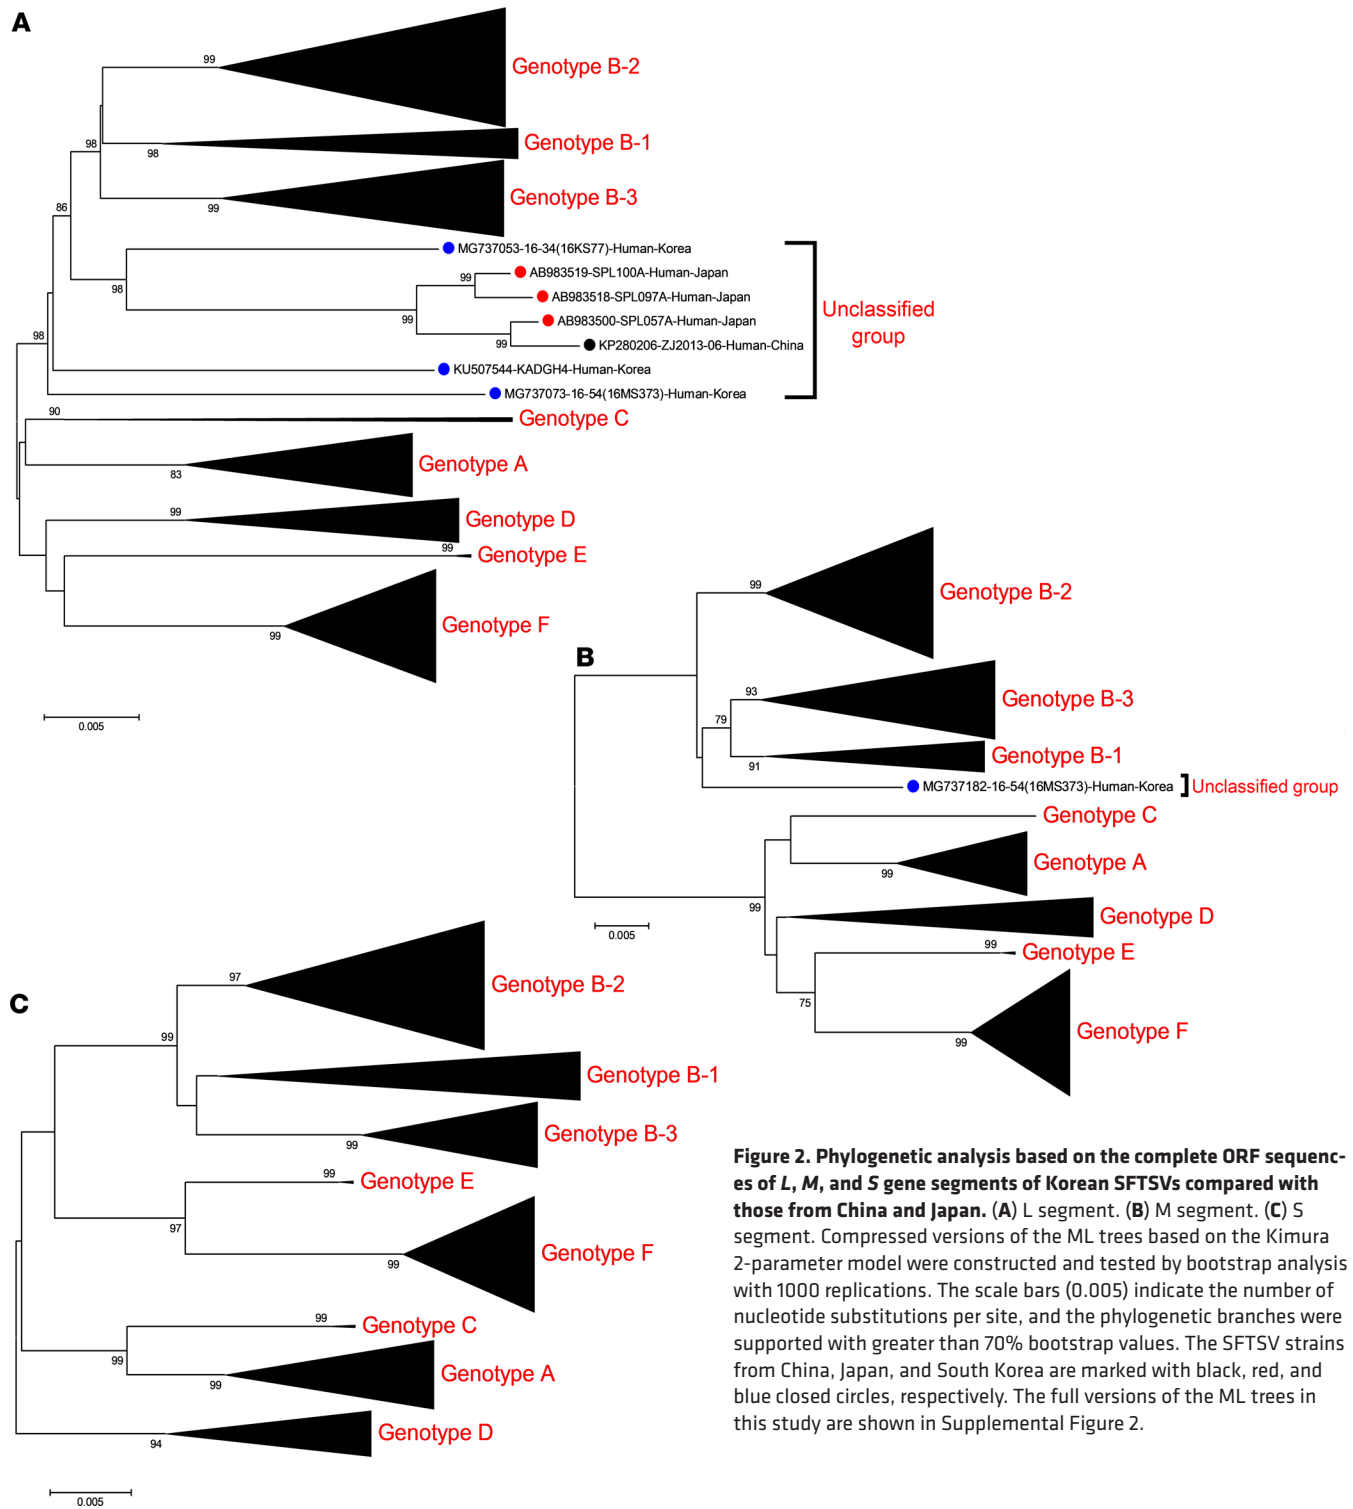 A
99
Genotype B-2
98
98
Genotype B-1
99
Genotype B-3
86
MG737053-16-34(16KS77)-Human-Korea
98
99
AB983519-SPL100A-Human-Japan
AB983518-SPL097A-Human-Japan
99
AB983500-SPL057A-Human-Japan
99
KP280206-ZJ2013-06-Human-China
Unclassified
group
98
KU507544-KADGH4-Human-Korea
MG737073-16-54(16MS373)-Human-Korea
90
Genotype C
83
Genotype A
99
Genotype D
99
Genotype E
99
Genotype F
0.005
B
99
Genotype B-2
93
Genotype B-3
79
91
Genotype B-1
MG737182-16-54(16MS373)-Human-Korea
Unclassified group
Genotype C
99
Genotype A
99
Genotype D
99
Genotype E
75
99
Genotype F
0.005
C
97
Genotype B-2
99
Genotype B-1
99
Genotype B-3
99
Genotype E
97
99
Genotype F
99
Genotype C
99
99
Genotype A
94
Genotype D
0.005
Figure 2. Phylogenetic analysis based on the complete ORF sequenc-
es of L, M, and S gene segments of Korean SFTSVs compared with
those from China and Japan. (A) L segment. (B) M segment. (C) S
segment. Compressed versions of the ML trees based on the Kimura
2-parameter model were constructed and tested by bootstrap analysis
with 1000 replications. The scale bars (0.005) indicate the number of
nucleotide substitutions per site, and the phylogenetic branches were
supported with greater than 70% bootstrap values. The SFTSV strains
from China, Japan, and South Korea are marked with black, red, and
blue closed circles, respectively. The full versions of the ML trees in
this study are shown in Supplemental Figure 2.